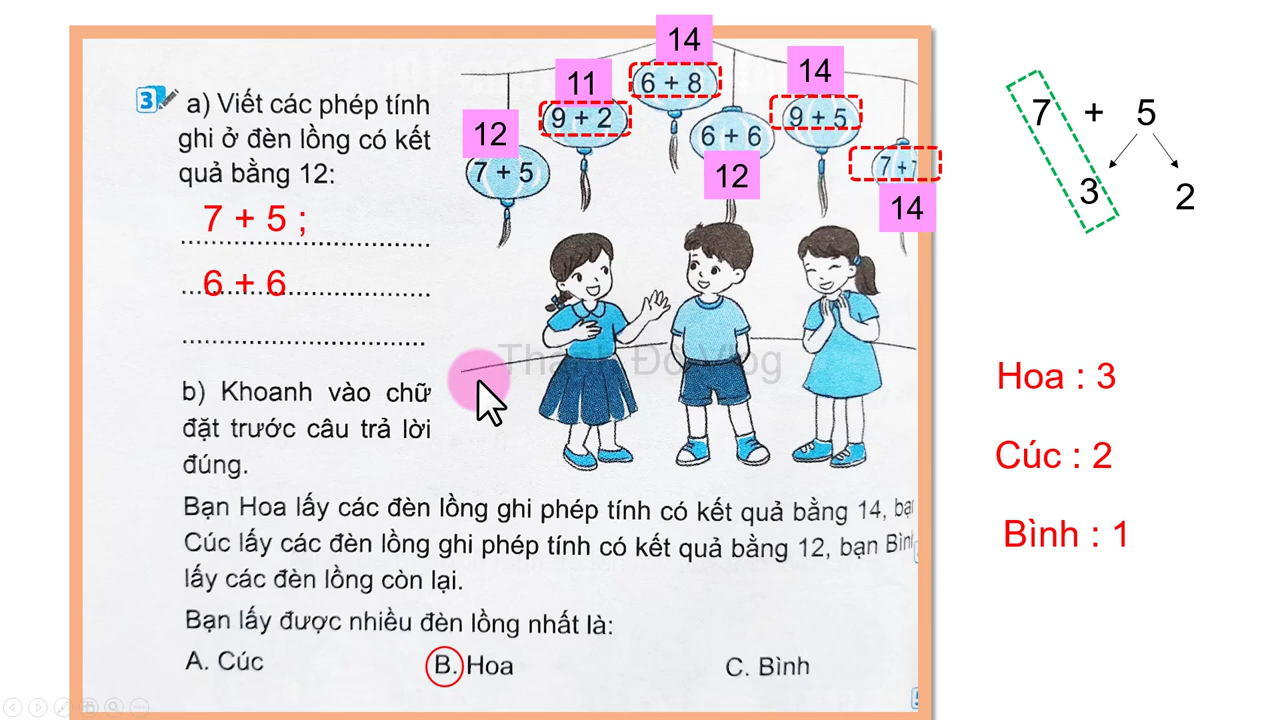 14
11
14
6 + 8
12
9 + 2
9 + 5
6 + 6
7 + 5
12
14
3
a) Viết các phép tính
ghi ở đèn lồng có kết
quả bằng 12:
7 + 5 ;
6 + 6
b) Khoanh vào chữ
đặt trước câu trả lời
đúng.
Bạn Hoa lấy các đèn lồng ghi phép tính có kết quả bằng 14,
Cúc lấy các đèn lồng ghi phép tính có kết quả bằng 12, bạn
lấy các đèn lồng còn lại.
Bạn lấy được nhiều đèn lồng nhất là:
A. Cúc
B. Hoa
C. Bình
7 + 5
3 2
Hoa : 3
Cúc : 2
Bình : 1